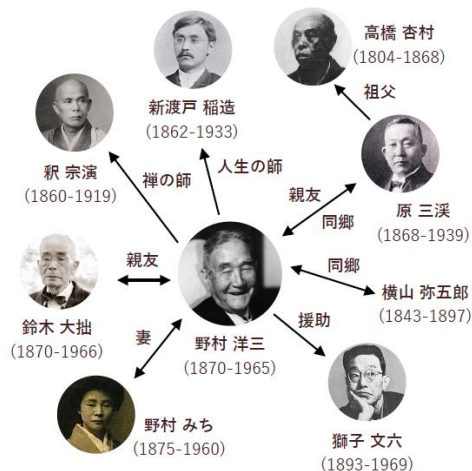 高橋 杏村
(1804-1868)
新渡戸 稲造
(1862-1933)
祖父
釈 宗演
(1860-1919)
禅の師
人生の師
親友
同郷
原 三渓
(1868-1939)
鈴木 大拙
(1870-1966)
親友
野村 洋三
(1870-1965)
同郷
横山 弥五郎
(1843-1897)
妻
援助
野村 みち
(1875-1960)
獅子 文六
(1893-1969)